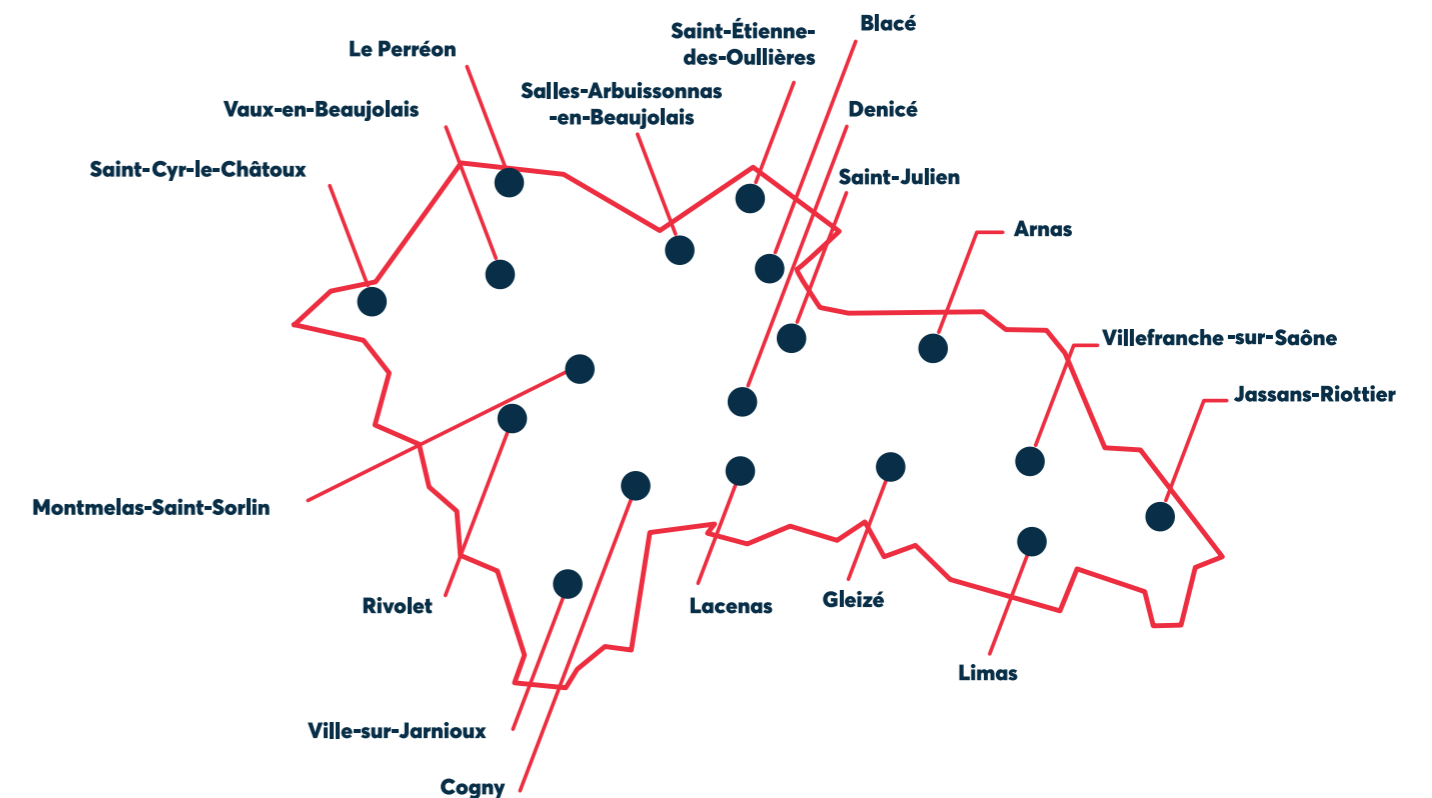 Blacé
Saint-Étienne-
des-Oullières
Le Perréon
Salles-Arbuissonnas
-en-Beaujolais
Vaux-en-Beaujolais
Denicé
Saint-Cyr-le-Châtoux
Saint-Julien
Arnas
Villefranche-sur-Saône
Jassans-Riottier
Montmelas-Saint-Sorlin
Rivolet
Lacenas
Gleizé
Limas
Ville-sur-Jarnioux
Cogny